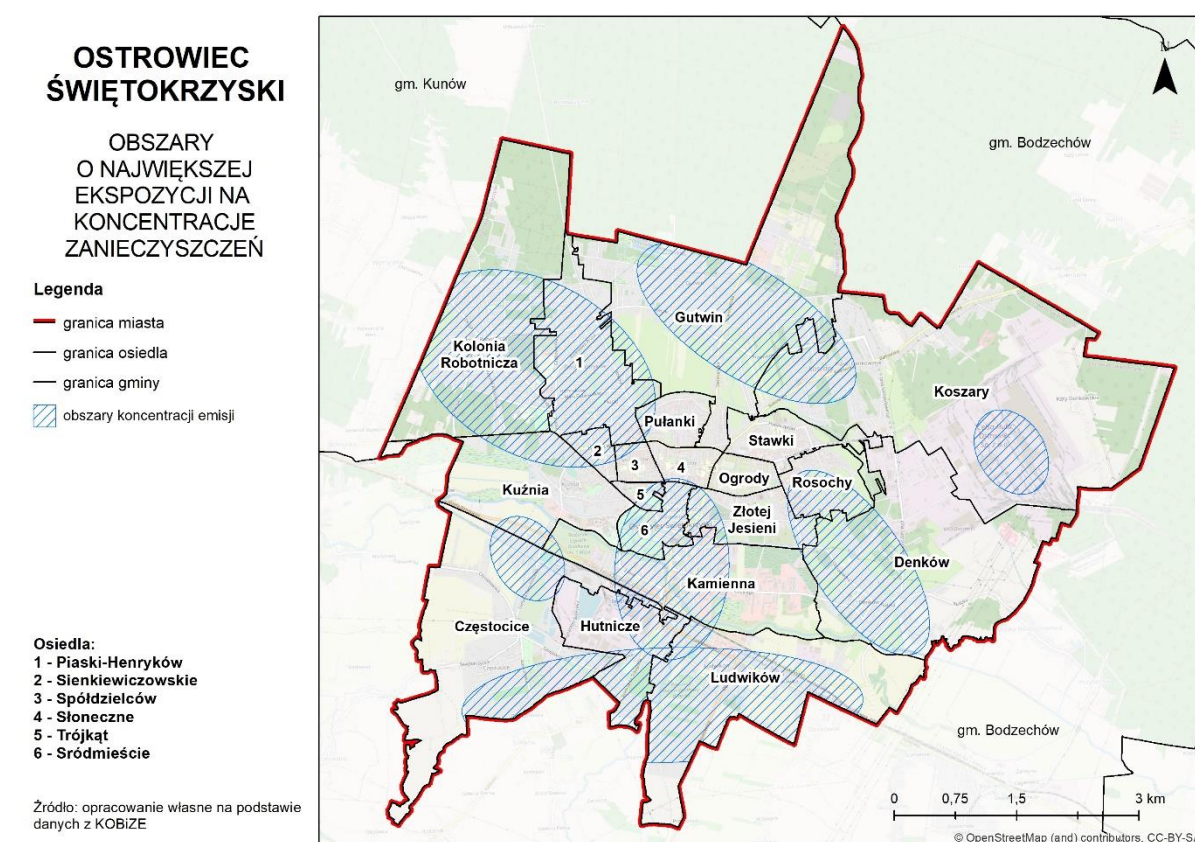 OSTROWIEC
ŚWIĘTOKRZYSKI
OBSZARY
O NAJWIĘKSZEJ
EKSPOZYCJI NA
KONCENTRACJE
ZANIECZYSZCZEŃ
Legenda
granica miasta
granica osiedla
granica gminy
obszary koncentracji emisji
Osiedla:
1 - Piaski-Henryków
2 - Sienkiewiczowskie
3 - Spółdzielców
4 - Słoneczne
5 - Trójkąt
6 - Sródmieście
Źródło: opracowanie własne na podstawie
danych z KOBiZE
gm. Kunów
N
gm. Bodzechów
Gutwin
Kolonia
Robotnicza
1
Koszary
Pułanki
Stawki
2
3
4
Ogrody
Rosochy
Kuźnia
5
6
Złotej
Jesieni
Denków
Kamienna
Częstocice
Hutnicze
Ludwików
gm. Bodzechów
0 0,75 1,5 3 km
© OpenStreetMap (and) contributors, CC-BY-SA